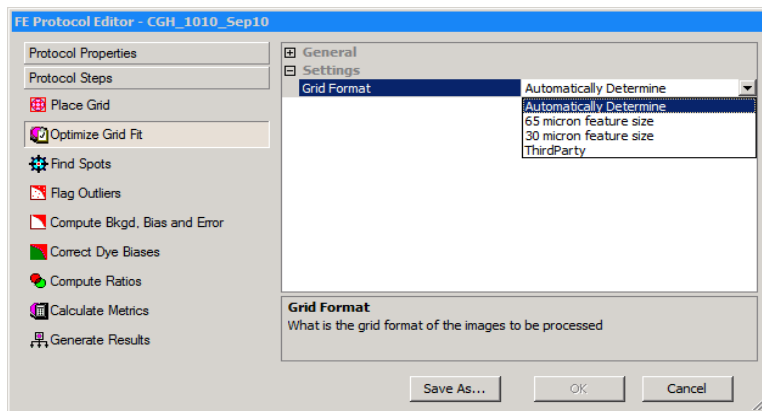 FE Protocol Editor - CGH_1010_Sep10
Protocol Properties
Protocol Steps
Place Grid
Optimize Grid Fit
Find Spots
Flag Outliers
Compute Bkgd, Bias and Error
Correct Dye Biases
Compute Ratios
Calculate Metrics
Generate Results
General
Settings
Grid Format
Automatically Determine
Automatically Determine
65 micron feature size
30 micron feature size
ThirdParty
Grid Format
What is the grid format of the images to be processed
Save As...
OK
Cancel